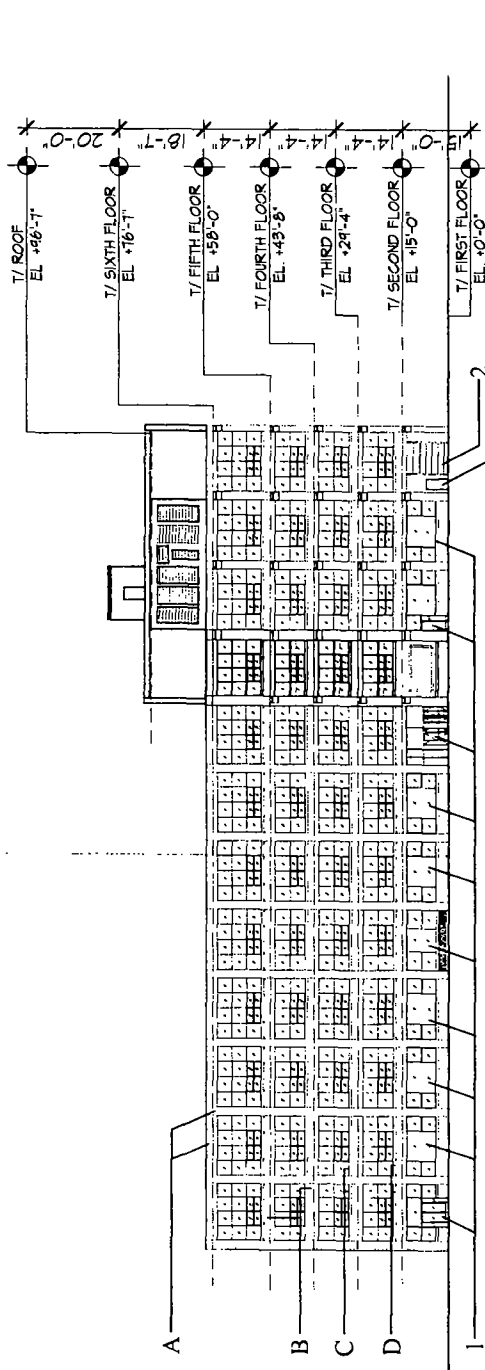 T/ ROOF
EL +96'-7"
20'-0"
T/ SIXTH FLOOR
EL +76'-7"
18'-7"
T/ FIFTH FLOOR
EL +58'-0"
14'-4"
T/ FOURTH FLOOR
EL. +43'-8"
14'-4"
T/ THIRD FLOOR
EL +29'-4"
14'-4"
T/ SECOND FLOOR
EL +15'-0"
15'-0"
T/ FIRST FLOOR
EL. +0'-0"
A
B
C
D
1
2